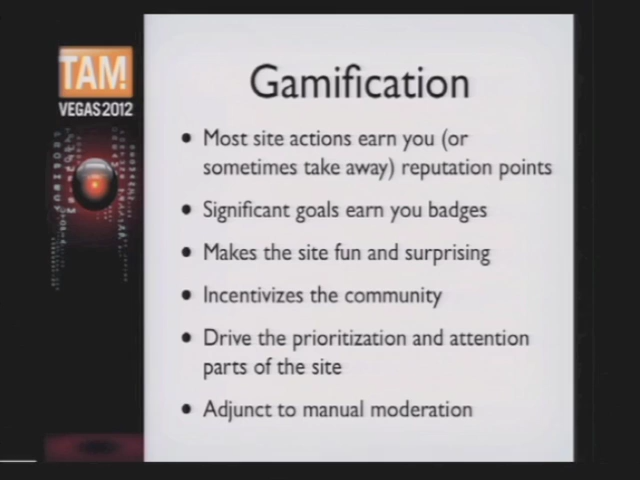 TAM!
VEGAS 2012
Gamification
• Most site actions earn you (or
sometimes take away) reputation points
• Significant goals earn you badges
• Makes the site fun and surprising
• Incentivizes the community
• Drive the prioritization and attention
parts of the site
• Adjunct to manual moderation